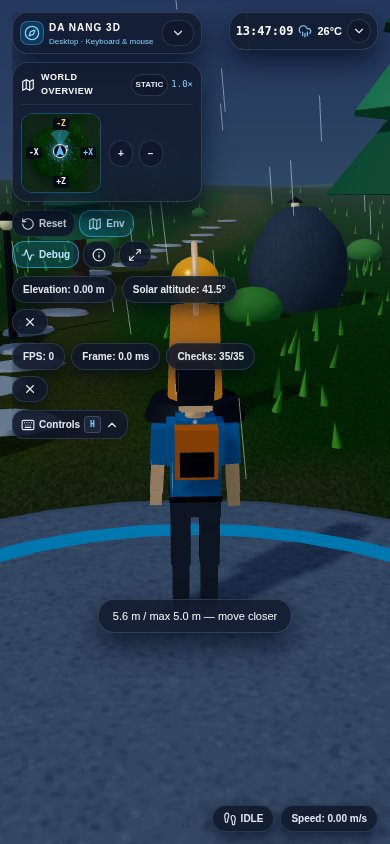 DA NANG 3D
Desktop · Keyboard & mouse
13:47:09 26°C
WORLD OVERVIEW
STATIC 1.0×
-Z
-X +X
+Z
+ −
Reset Env
Debug
Elevation: 0.00 m Solar altitude: 41.5°
FPS: 0 Frame: 0.0 ms Checks: 35/35
Controls H
5.6 m / max 5.0 m — move closer
IDLE Speed: 0.00 m/s